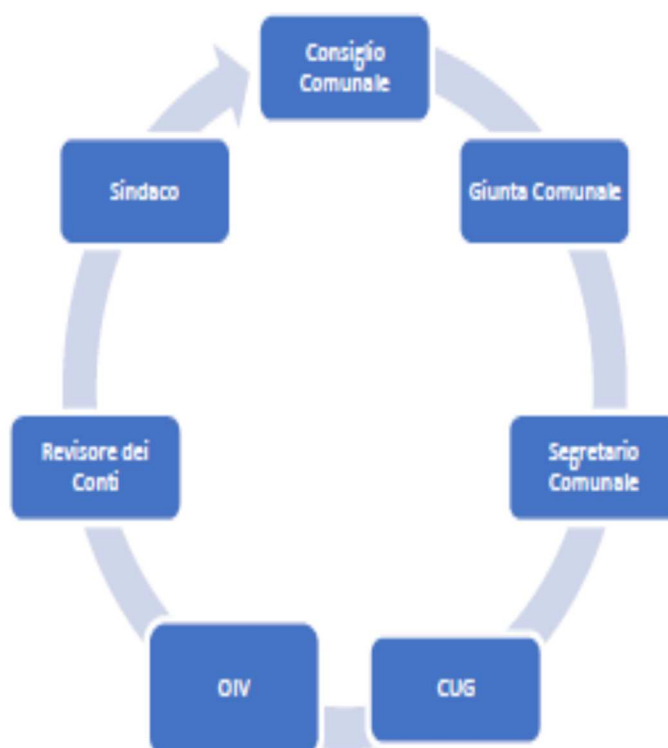 Consiglio
Comunale
Giunta Comunale
Segretario
Comunale
CUG
OIV
Revisore dei
Conti
Sindaco